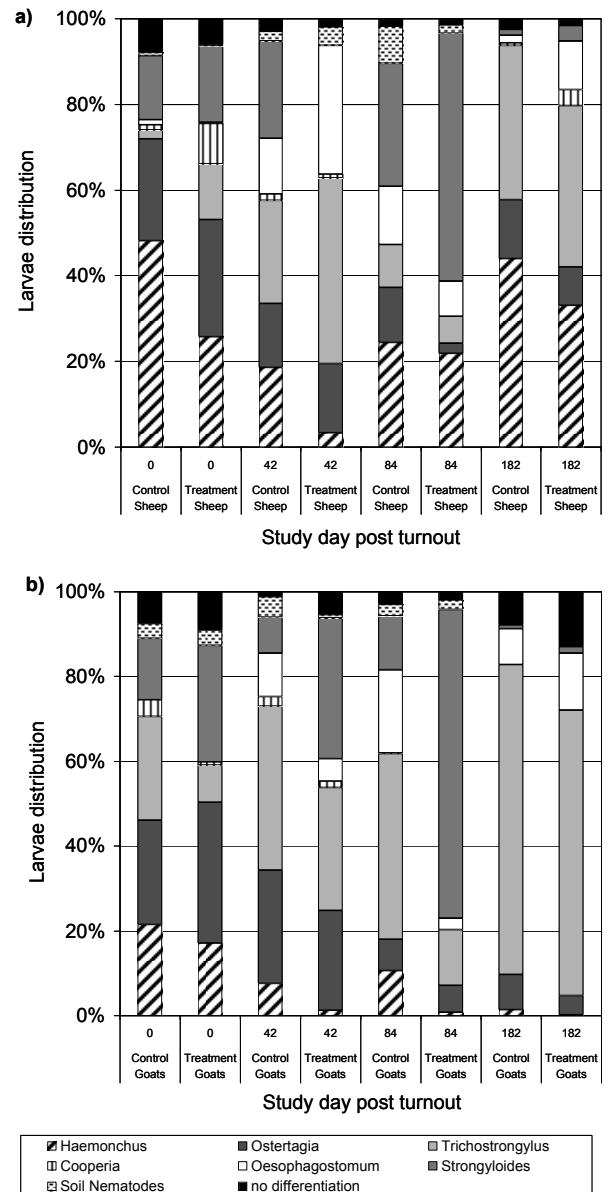 a)
100%
80%
60%
40%
20%
0%
Larvae distribution
0 0 42 42 84 84 182 182
Control Treatment Control Treatment Control Treatment Control Treatment
Sheep Sheep Sheep Sheep Sheep Sheep Sheep Sheep
Study day post turnout
b)
100%
80%
60%
40%
20%
0%
Larvae distribution
0 0 42 42 84 84 182 182
Control Treatment Control Treatment Control Treatment Control Treatment
Goats Goats Goats Goats Goats Goats Goats Goats
Study day post turnout
Haemonchus Ostertagia Trichostrongylus
Cooperia Oesophagostomum Strongyloides
Soil Nematodes no differentiation